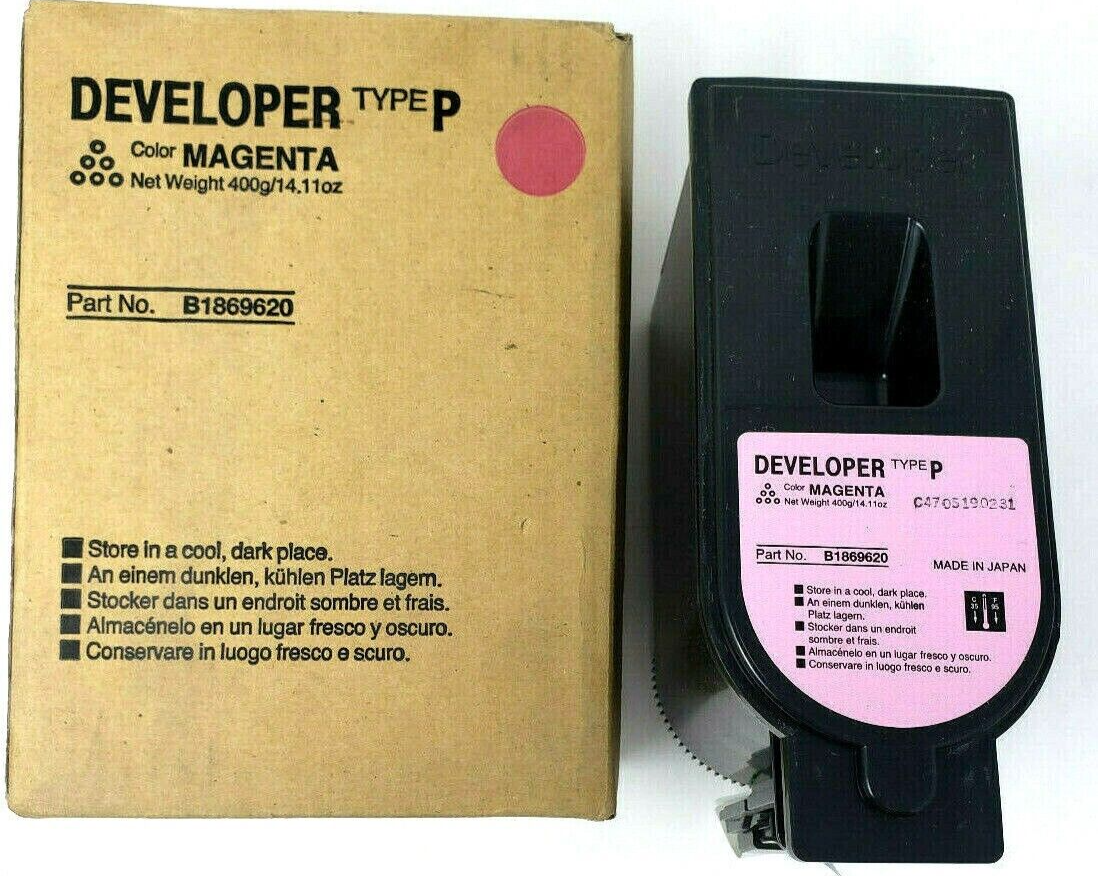 DEVELOPER TYPE P
Color MAGENTA
Net Weight 400g/14.11oz
Part No. B1869620
Store in a cool, dark place.
An einem dunklen, kühlen Platz lagern.
Stocker dans un endroit sombre et frais.
Almacénelo en un lugar fresco y oscuro.
Conservare in luogo fresco e scuro.
Developer
DEVELOPER TYPE P
Color MAGENTA
Net Weight 400g/14.11oz
C4705190231
Part No. B1869620
MADE IN JAPAN
Store in a cool, dark place.
An einem dunklen, kühlen
Platz lagern.
Stocker dans un endroit
sombre et frais.
Almacénelo en un lugar fresco y oscuro.
Conservare in luogo fresco e scuro.
C F
35 95